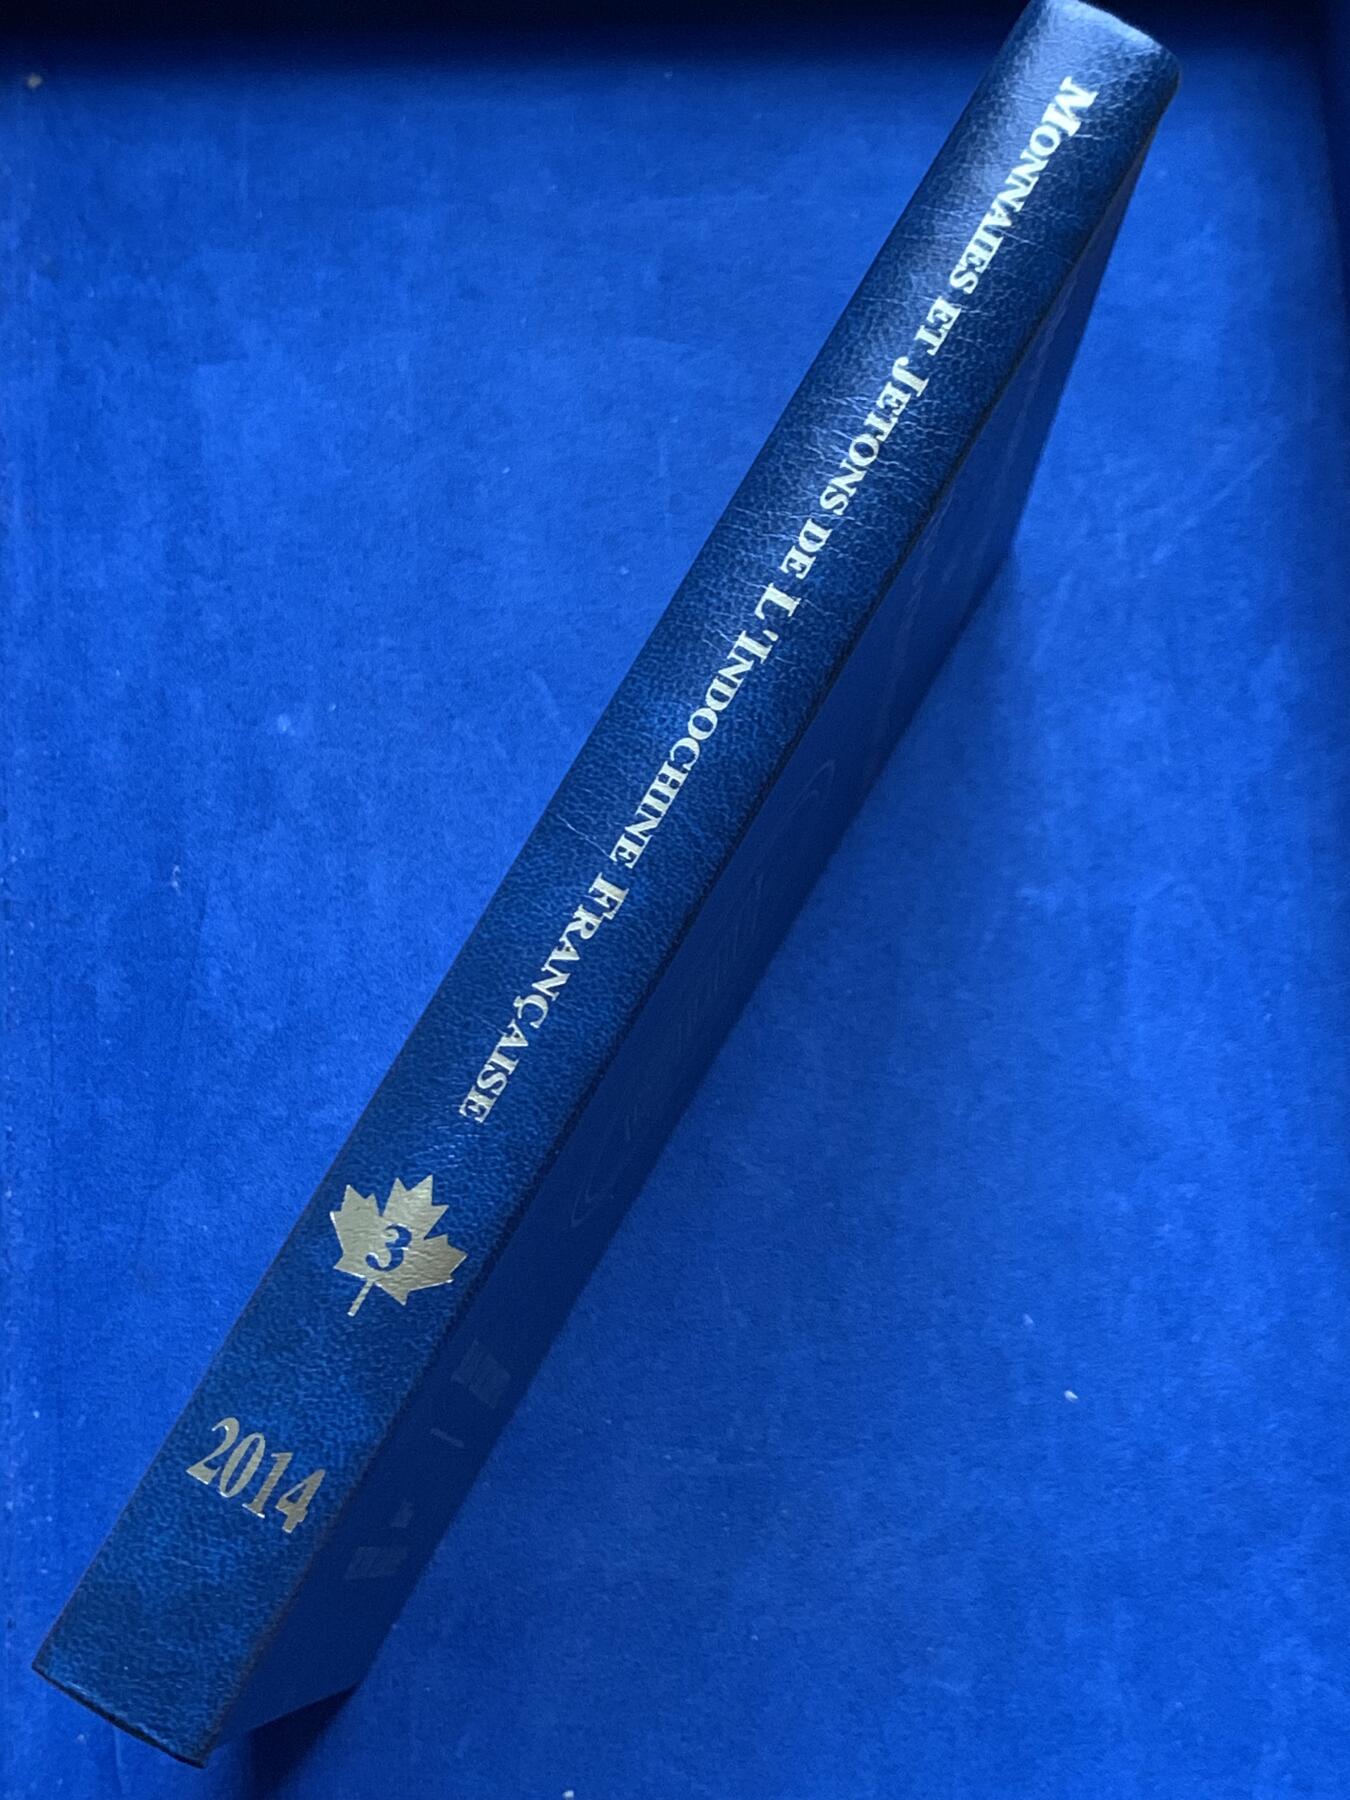 MONNAIES ET JETONS DE L'INDOCHINE FRANÇAISE
3
2014